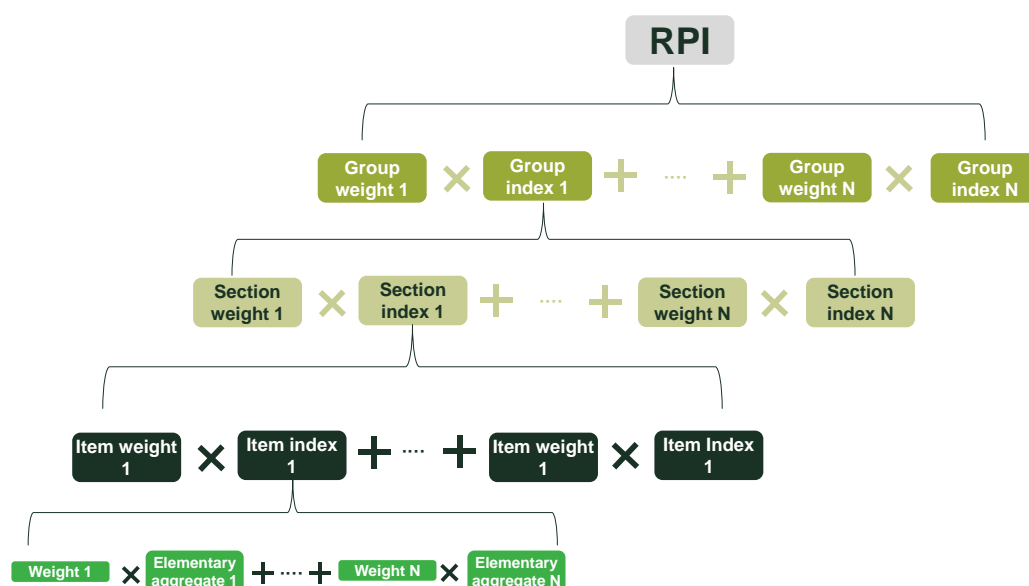 RPI
Group
weight 1
×
Group
index 1
+
....
+
Group
weight N
×
Group
index N
Section
weight 1
×
Section
index 1
+
....
+
Section
weight N
×
Section
index N
Item weight
1
×
Item index
1
+
....
+
Item weight
1
×
Item Index
1
Weight 1
×
Elementary
aggregate 1
+
....
+
Weight N
×
Elementary
aggregate N